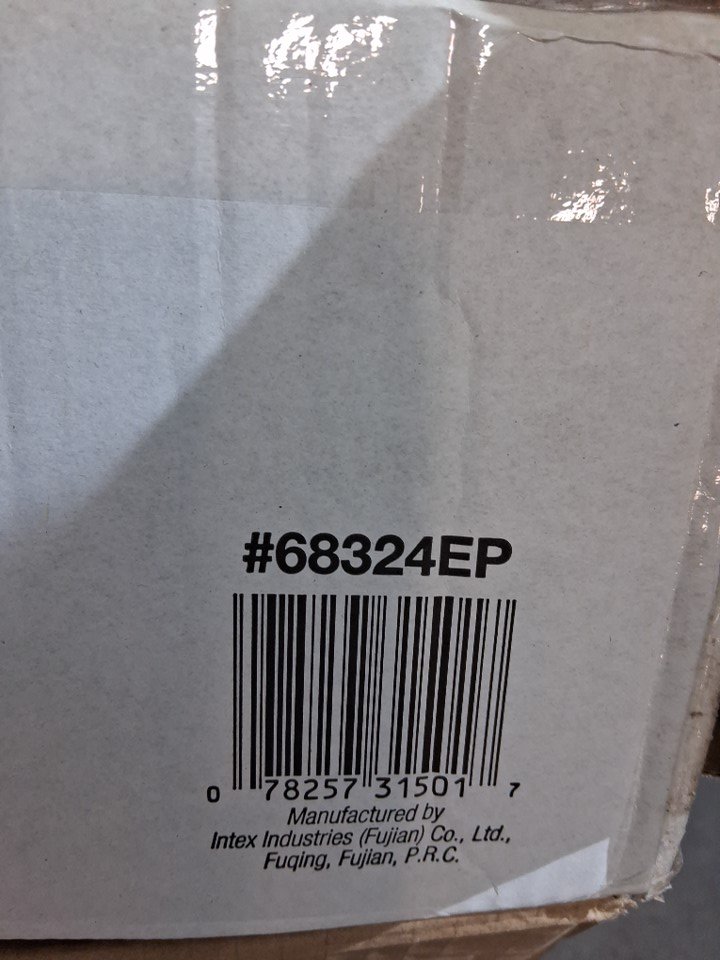 #68324EP
0 78257 31501 7
Manufactured by
Intex Industries (Fujian) Co., Ltd.,
Fuqing, Fujian, P.R.C.